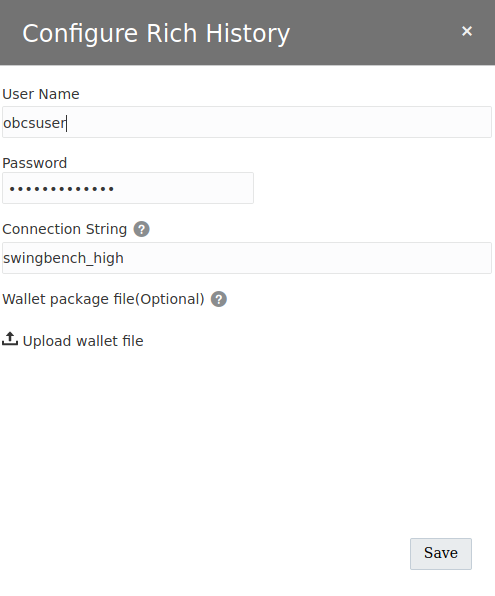 Configure Rich History ×
User Name
obcsuser
Password
•••••••••••••
Connection String ?
swingbench_high
Wallet package file(Optional) ?
Upload wallet file
Save